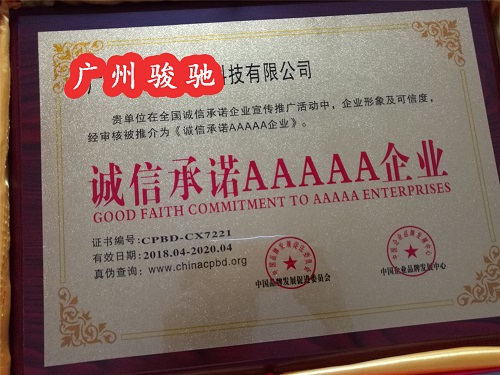 广州骏驰科技有限公司
贵单位在全国诚信承诺企业宣传推广活动中，企业形象及可信度，
经审核被推介为《诚信承诺AAAAA企业》。
诚信承诺AAAAA企业
GOOD FAITH COMMITMENT TO AAAAA ENTERPRISES
证书编号：CPBD-CX7221
有效日期：2018.04-2020.04
真伪查询：www.chinacpbd.org
中国品牌发展促进委员会
中国企业品牌发展中心